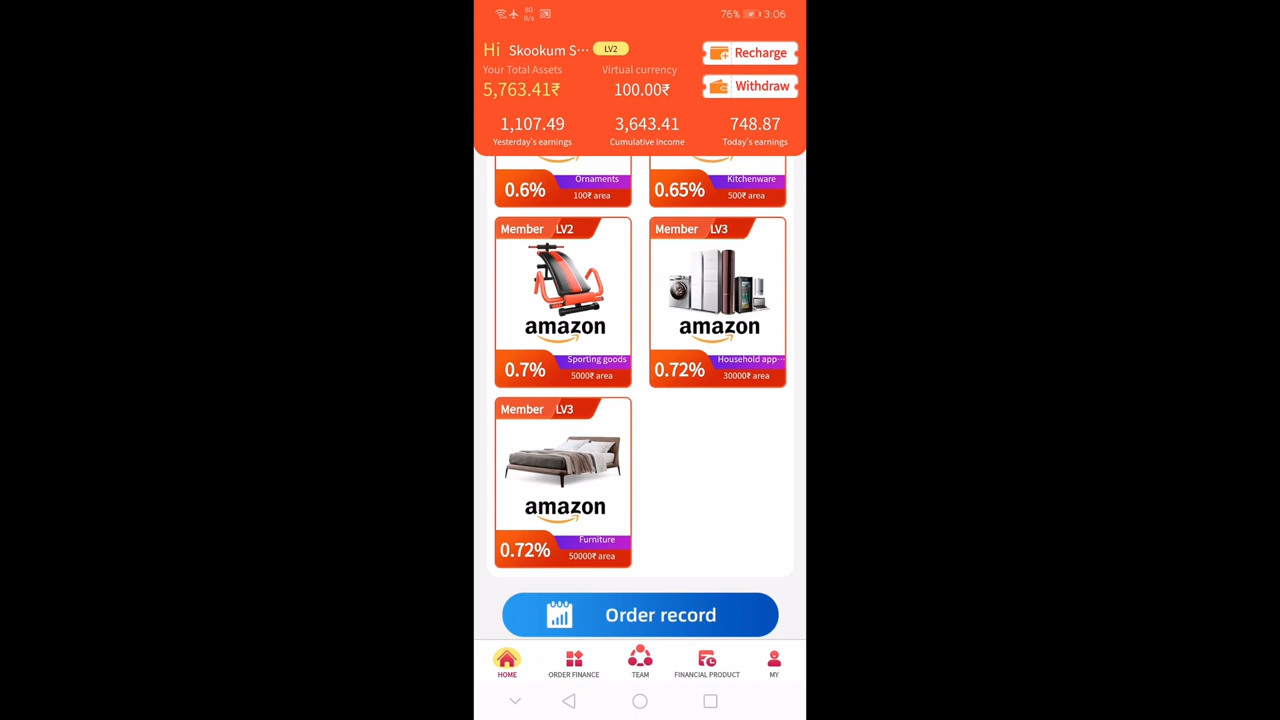 80 B/s
76% 3:06
Hi Skookum S··· LV2
Recharge
Your Total Assets Virtual currency
5,763.41₹ 100.00₹
Withdraw
1,107.49 3,643.41 748.87
Yesterday's earnings Cumulative income Today's earnings
0.6% Ornaments
100₹ area
0.65% Kitchenware
500₹ area
Member LV2
amazon
0.7% Sporting goods
5000₹ area
Member LV3
amazon
0.72% Household app···
30000₹ area
Member LV3
amazon
0.72% Furniture
50000₹ area
Order record
HOME ORDER FINANCE TEAM FINANCIAL PRODUCT MY